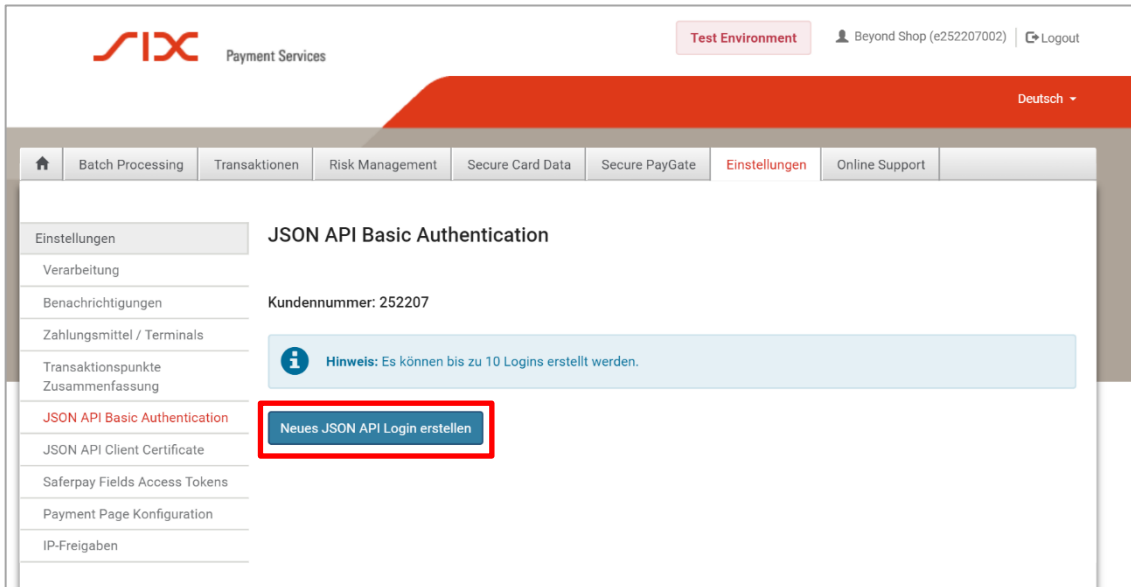 SIX Payment Services
Test Environment
Beyond Shop (e252207002)
Logout
Deutsch
Batch Processing
Transaktionen
Risk Management
Secure Card Data
Secure PayGate
Einstellungen
Online Support
Einstellungen
Verarbeitung
Benachrichtigungen
Zahlungsmittel / Terminals
Transaktionspunkte
Zusammenfassung
JSON API Basic Authentication
JSON API Client Certificate
Saferpay Fields Access Tokens
Payment Page Konfiguration
IP-Freigaben
JSON API Basic Authentication
Kundennummer: 252207
Hinweis: Es können bis zu 10 Logins erstellt werden.
Neues JSON API Login erstellen